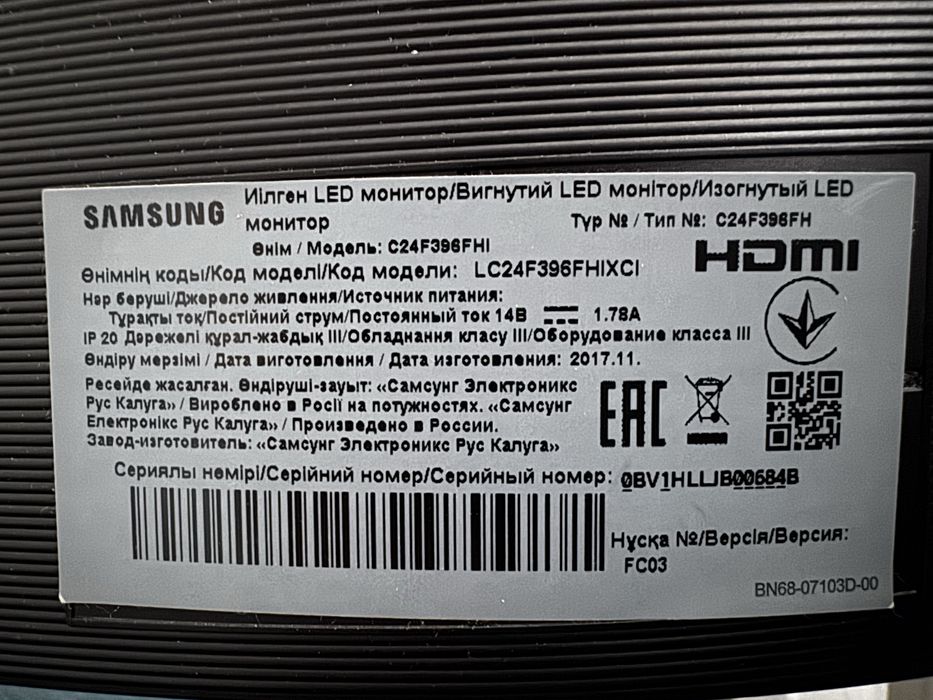 SAMSUNG
Иілген LED монитор/Вигнутий LED монітор/Изогнутый LED
монитор
Түр № / Тип №: C24F396FH
Өнім / Модель: C24F396FHI
HDMI
Өнімнің коды/Код моделі/Код модели: LC24F396FHIXCI
Нәр беруші/Джерело живлення/Источник питания:
Тұрақты ток/Постійний струм/Постоянный ток 14В 1.78A
IP 20 Дәрежелі құрал-жабдық III/Обладнання класу III/Оборудование класса III
Өндіру мерзімі / Дата виготовлення / Дата изготовления: 2017.11.
Ресейде жасалған. Өндіруші-зауыт: «Самсунг Электроникс
Рус Калуга» / Вироблено в Росії на потужностях. «Самсунг
Електронікс Рус Калуга» / Произведено в России.
Завод-изготовитель: «Самсунг Электроникс Рус Калуга»
EAC
Сериялы нөмірі/Серійний номер/Серийный номер:
Нұсқа №/Версія/Версия:
FC03
BN68-07103D-00